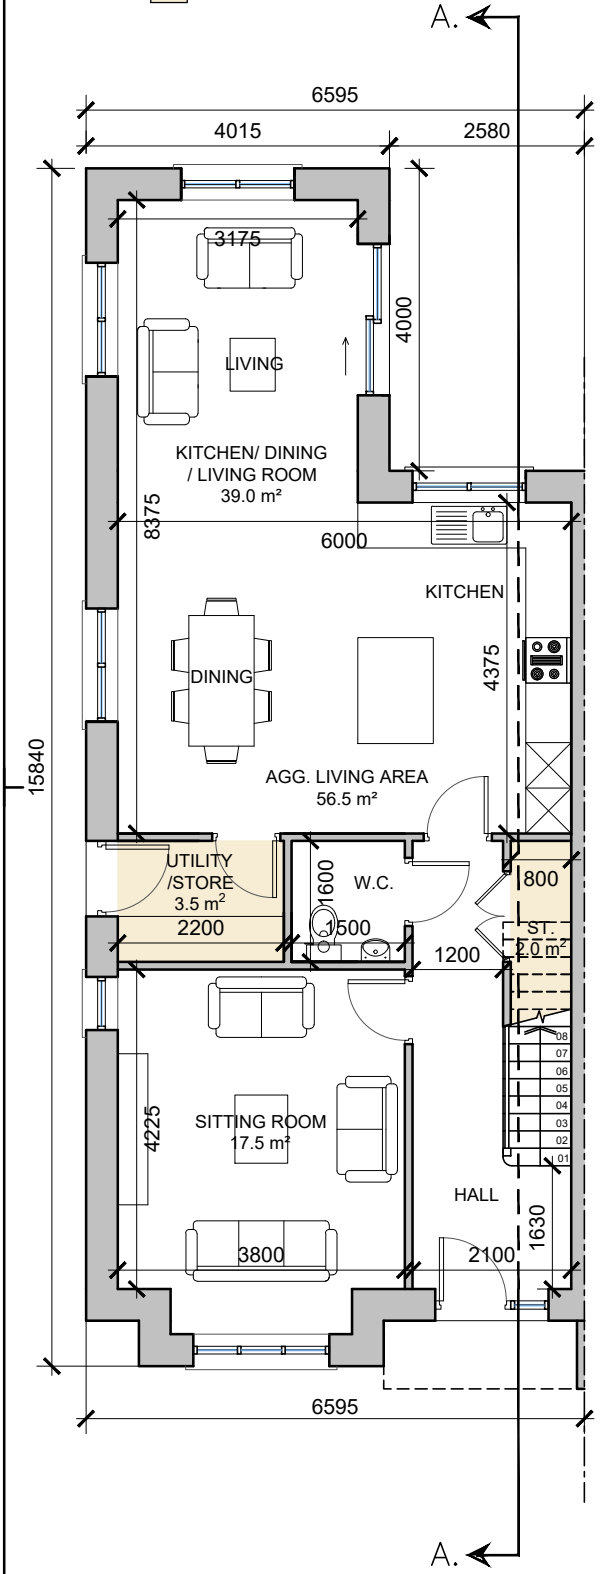 A.
6595
4015
2580
3175
4000
LIVING
KITCHEN/ DINING
/ LIVING ROOM
39.0 m²
8375
6000
KITCHEN
4375
DINING
15840
AGG. LIVING AREA
56.5 m²
UTILITY
/STORE
3.5 m²
2200
1600
W.C.
1500
800
ST.
2.0 m²
1200
08
07
06
05
04
03
02
01
4225
SITTING ROOM
17.5 m²
HALL
1630
3800
2100
6595
A.